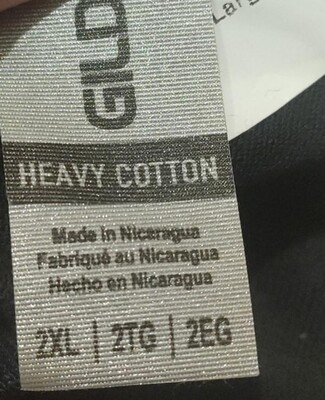 GILD
HEAVY COTTON
Made in Nicaragua
Fabriqué au Nicaragua
Hecho en Nicaragua
2XL | 2TG | 2EG